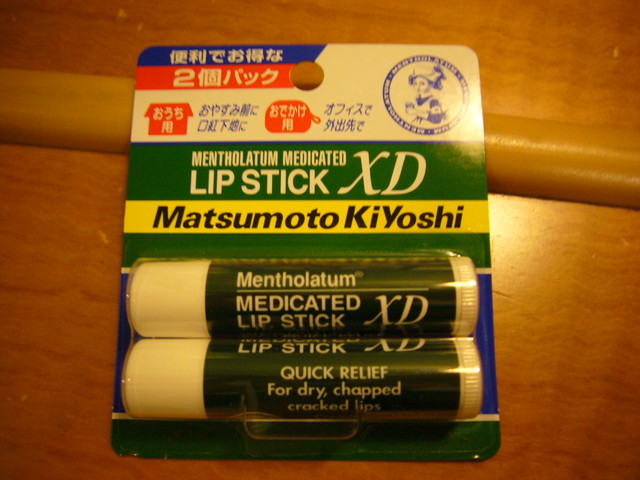 便利でお得な
2個パック
おうち用
おやすみ前に
口紅下地に
おでかけ用
オフィスで
外出先で
MENTHOLATUM
MENTHOLATUM MEDICATED
LIP STICK XD
Matsumoto KiYoshi
Mentholatum®
MEDICATED
LIP STICK XD
LIP STICK XD
QUICK RELIEF
For dry, chapped
cracked lips